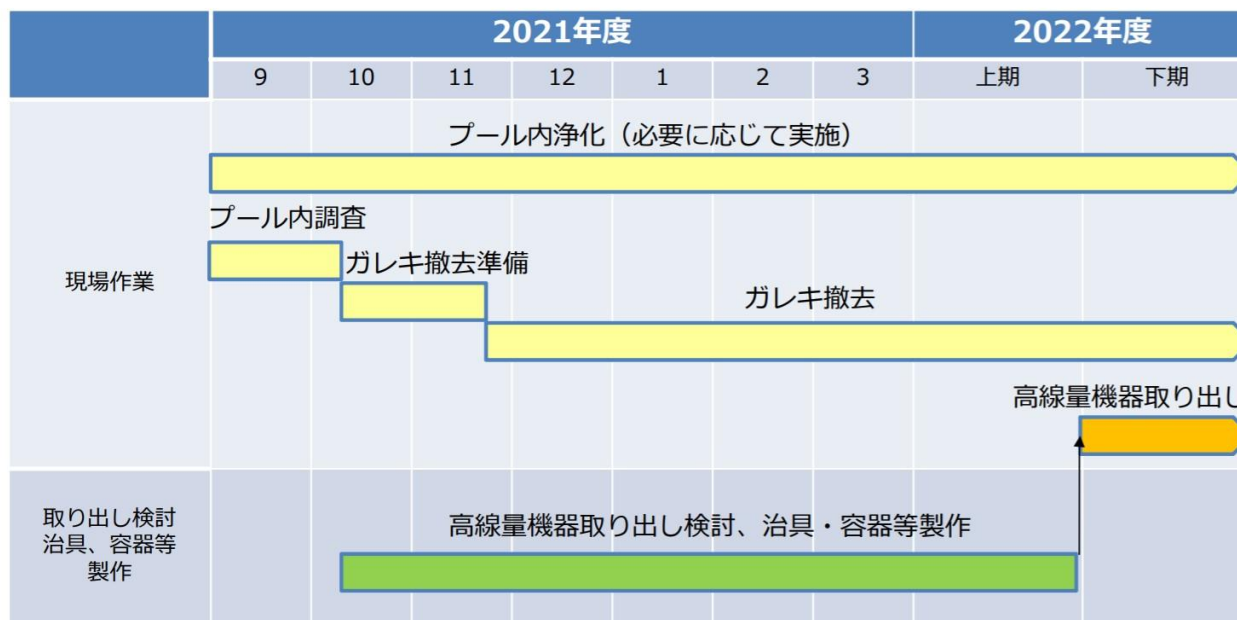 2021年度 2022年度
9 10 11 12 1 2 3 上期 下期
プール内浄化（必要に応じて実施）
プール内調査
ガレキ撤去準備
現場作業
ガレキ撤去
高線量機器取り出し
取り出し検討
治具、容器等
製作
高線量機器取り出し検討、治具・容器等製作